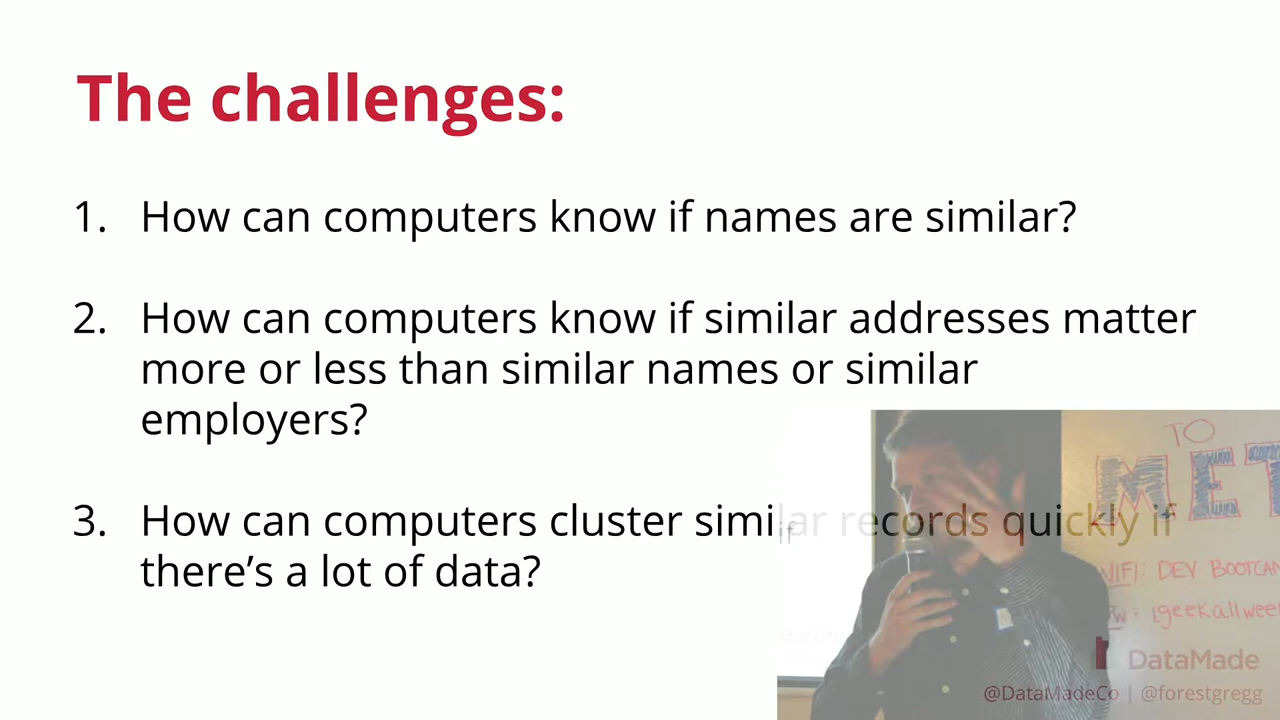 The challenges:
1. How can computers know if names are similar?
2. How can computers know if similar addresses matter
more or less than similar names or similar
employers?
3. How can computers cluster similar records quickly if
there's a lot of data?
if
TO
WIFI: DEV BOOTCAM
PW: igeekallwee
DataMade
@DataMadeCo | @forestgregg